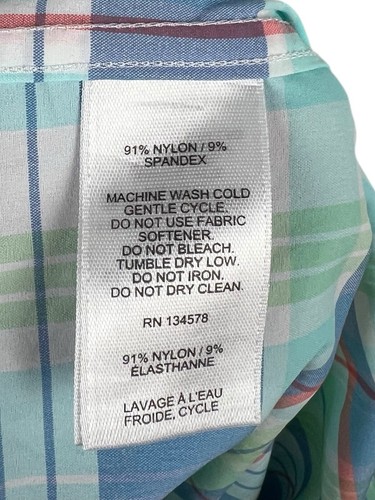 91% NYLON / 9%
SPANDEX
MACHINE WASH COLD
GENTLE CYCLE.
DO NOT USE FABRIC
SOFTENER.
DO NOT BLEACH.
TUMBLE DRY LOW.
DO NOT IRON.
DO NOT DRY CLEAN.
RN 134578
91% NYLON / 9%
ÉLASTHANNE
LAVAGE À L'EAU
FROIDE, CYCLE